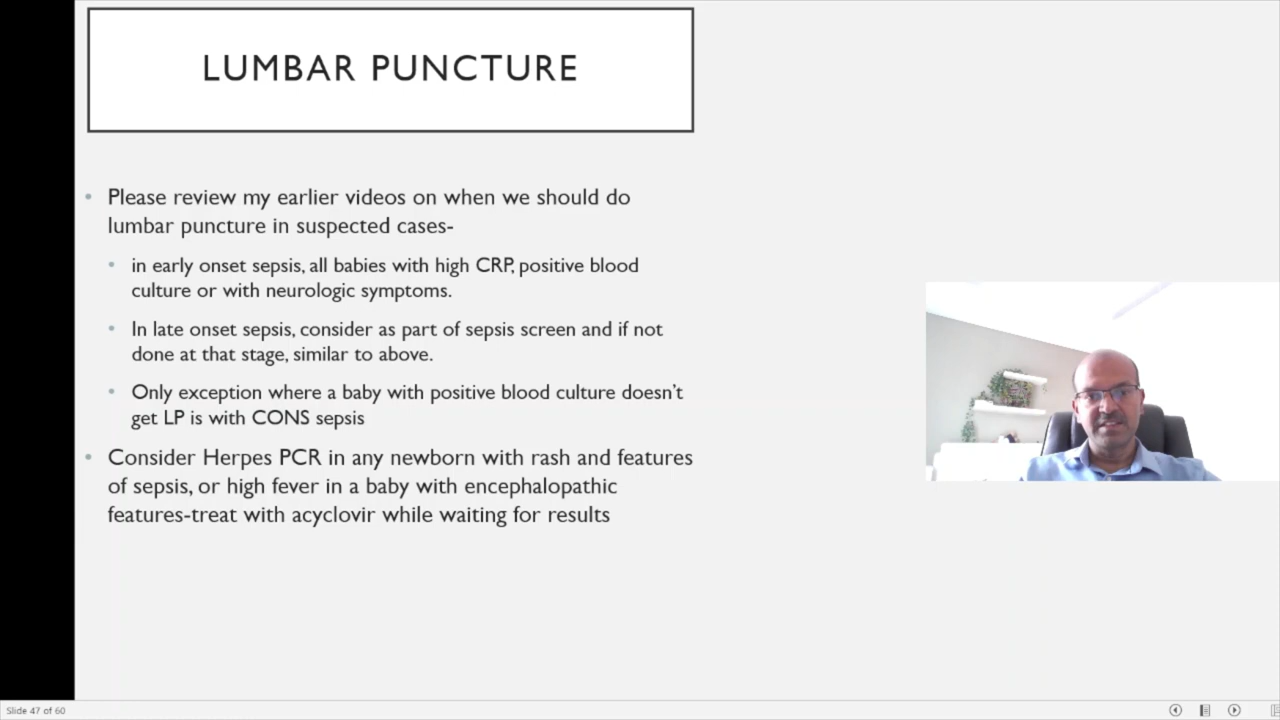 LUMBAR PUNCTURE
• Please review my earlier videos on when we should do
lumbar puncture in suspected cases-
• in early onset sepsis, all babies with high CRP, positive blood
culture or with neurologic symptoms.
• In late onset sepsis, consider as part of sepsis screen and if not
done at that stage, similar to above.
• Only exception where a baby with positive blood culture doesn't
get LP is with CONS sepsis
• Consider Herpes PCR in any newborn with rash and features
of sepsis, or high fever in a baby with encephalopathic
features-treat with acyclovir while waiting for results
Slide 47 of 60